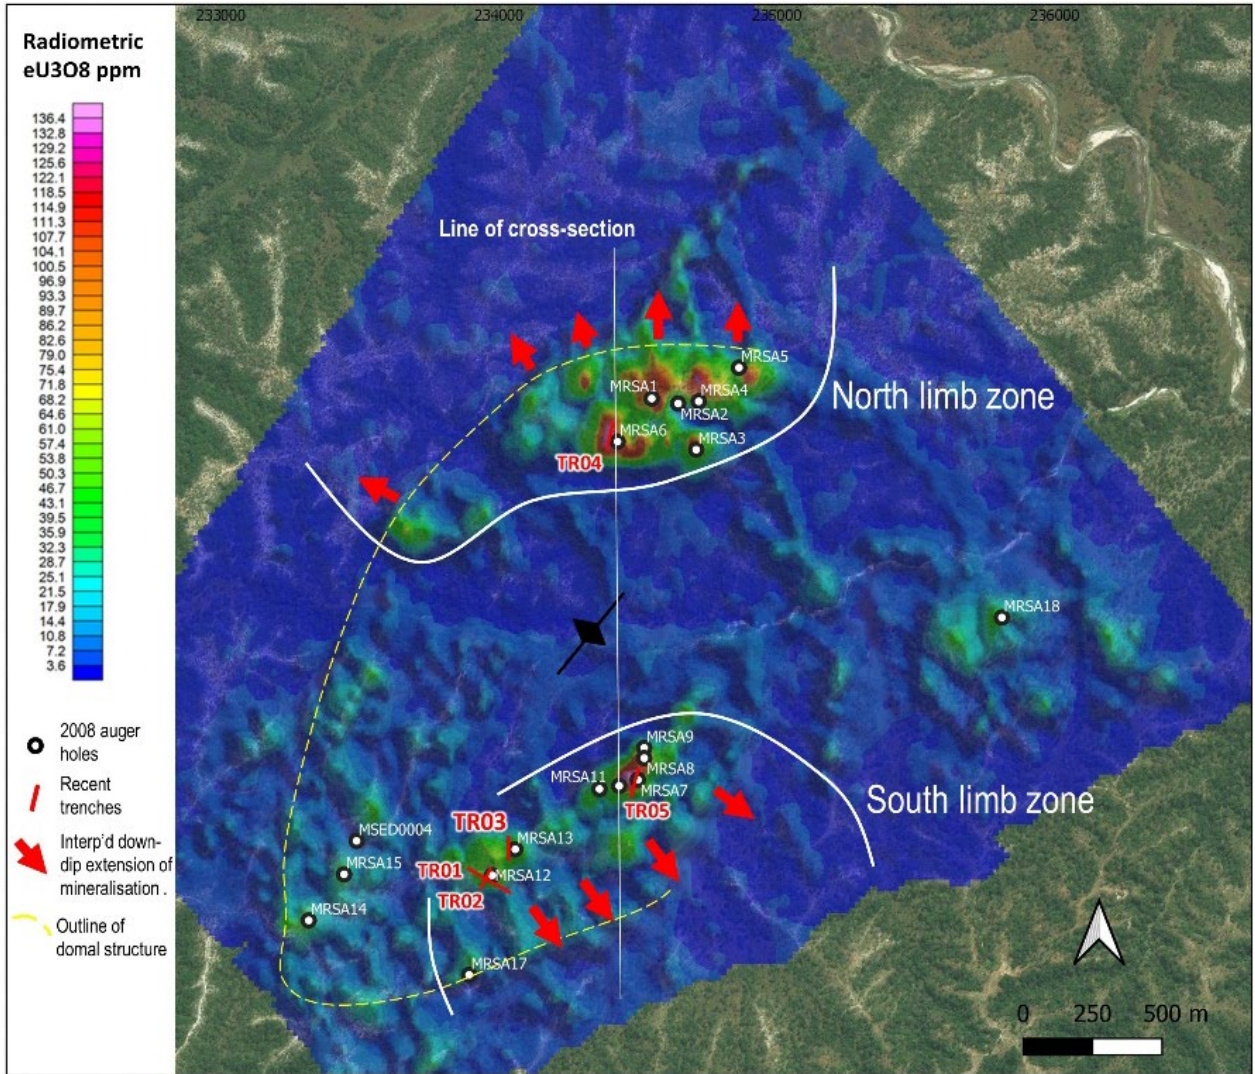 233000
234000
235000
236000
Radiometric
eU3O8 ppm
136.4
132.8
129.2
125.6
122.1
118.5
114.9
111.3
107.7
104.1
100.5
96.9
93.3
89.7
86.2
82.6
79.0
75.4
71.8
68.2
64.6
61.0
57.4
53.8
50.3
46.7
43.1
39.5
35.9
32.3
28.7
25.1
21.5
17.9
14.4
10.8
7.2
3.6
2008 auger
holes
Recent
trenches
Interp'd down-
dip extension of
mineralisation .
Outline of
domal structure
Line of cross-section
MRSA5
MRSA1
MRSA4
MRSA2
MRSA6
MRSA3
TR04
North limb zone
MRSA18
MRSA9
MRSA8
MRSA11
MRSA7
TR05
South limb zone
TR03
MRSA13
MSED0004
TR01
MRSA12
MRSA15
TR02
MRSA14
MRSA17
0 250 500 m